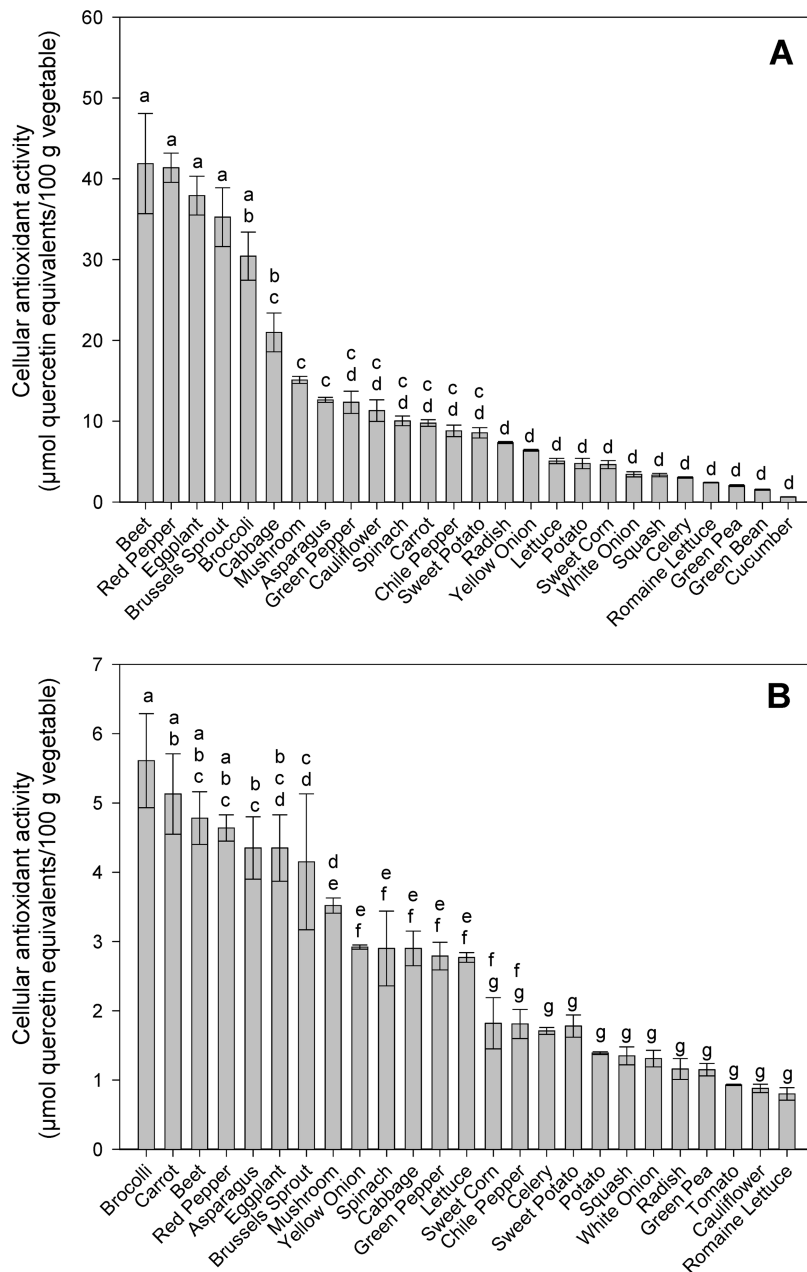 A
Cellular antioxidant activity
(µmol quercetin equivalents/100 g vegetable)
60
50
40
30
20
10
0
a
a
a
a
a
b
b
c
c
c
c
d
c
d
c
d
c
d
c
d
c
d
d
d
d
d
d
d
d
d
d
d
d
d
Beet
Red Pepper
Eggplant
Brussels Sprout
Broccoli
Cabbage
Mushroom
Asparagus
Green Pepper
Cauliflower
Spinach
Carrot
Chile Pepper
Sweet Potato
Radish
Yellow Onion
Lettuce
Potato
Sweet Corn
White Onion
Squash
Celery
Romaine Lettuce
Green Pea
Green Bean
Cucumber
B
Cellular antioxidant activity
(µmol quercetin equivalents/100 g vegetable)
7
6
5
4
3
2
1
0
a
a
b
a
b
c
a
b
c
b
c
b
c
d
c
d
d
e
e
f
e
f
e
f
e
f
e
f
f
g
f
g
g
g
g
g
g
g
g
g
g
g
Brocolli
Carrot
Beet
Red Pepper
Asparagus
Eggplant
Brussels Sprout
Mushroom
Yellow Onion
Spinach
Cabbage
Green Pepper
Lettuce
Sweet Corn
Chile Pepper
Celery
Sweet Potato
Potato
Squash
White Onion
Radish
Green Pea
Tomato
Cauliflower
Romaine Lettuce